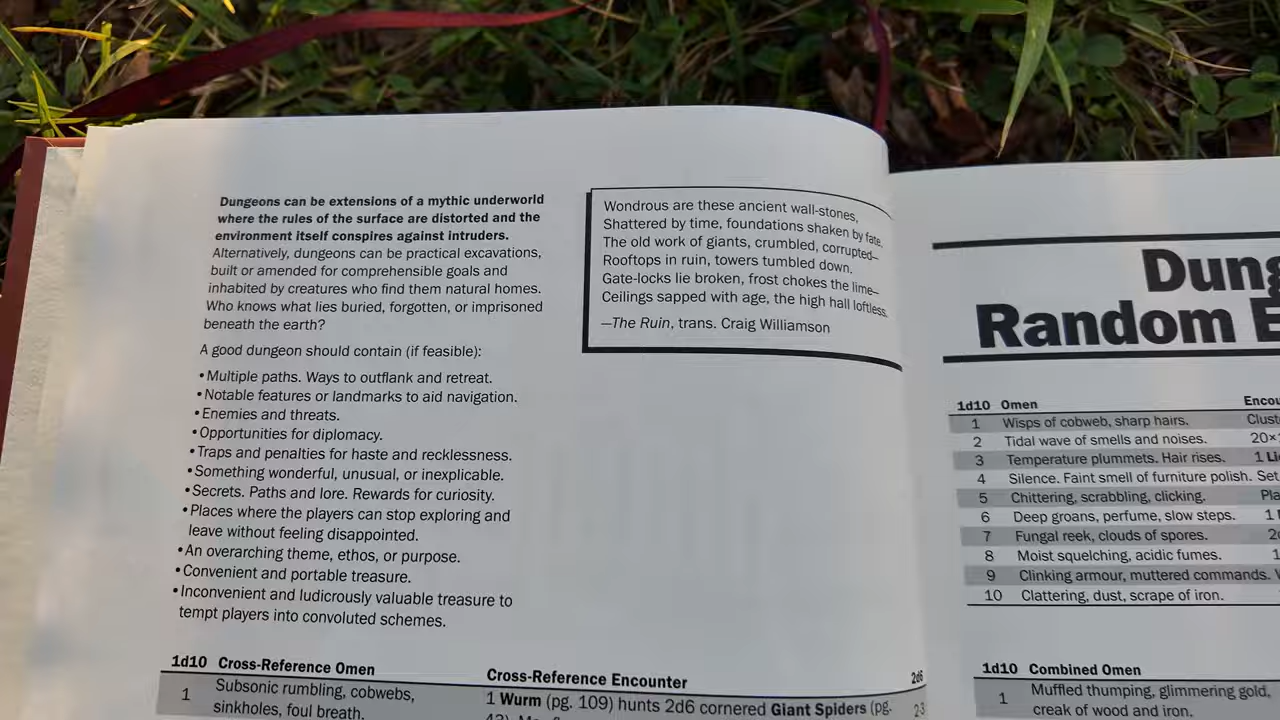 Dungeons can be extensions of a mythic underworld
where the rules of the surface are distorted and the
environment itself conspires against intruders.
Alternatively, dungeons can be practical excavations,
built or amended for comprehensible goals and
inhabited by creatures who find them natural homes.
Who knows what lies buried, forgotten, or imprisoned
beneath the earth?
A good dungeon should contain (if feasible):
•Multiple paths. Ways to outflank and retreat.
•Notable features or landmarks to aid navigation.
•Enemies and threats.
•Opportunities for diplomacy.
•Traps and penalties for haste and recklessness.
•Something wonderful, unusual, or inexplicable.
•Secrets. Paths and lore. Rewards for curiosity.
•Places where the players can stop exploring and
leave without feeling disappointed.
•An overarching theme, ethos, or purpose.
•Convenient and portable treasure.
•Inconvenient and ludicrously valuable treasure to
tempt players into convoluted schemes.
Wondrous are these ancient wall-stones,
Shattered by time, foundations shaken by fate,
The old work of giants, crumbled, corrupted—
Rooftops in ruin, towers tumbled down,
Gate-locks lie broken, frost chokes the lime—
Ceilings sapped with age, the high hall loftless.
—The Ruin, trans. Craig Williamson
1d10 Cross-Reference Omen Cross-Reference Encounter 2d6
1 Subsonic rumbling, cobwebs, 1 Wurm (pg. 109) hunts 2d6 cornered Giant Spiders (pg. 2-3
sinkholes, foul breath.
Dung
Random E
1d10 Omen Encou
1 Wisps of cobweb, sharp hairs. Clust
2 Tidal wave of smells and noises. 20×
3 Temperature plummets. Hair rises. 1 Li
4 Silence. Faint smell of furniture polish. Set
5 Chittering, scrabbling, clicking. Pla
6 Deep groans, perfume, slow steps. 1
7 Fungal reek, clouds of spores. 2
8 Moist squelching, acidic fumes. 1
9 Clinking armour, muttered commands.
10 Clattering, dust, scrape of iron.
1d10 Combined Omen
1 Muffled thumping, glimmering gold,
creak of wood and iron.